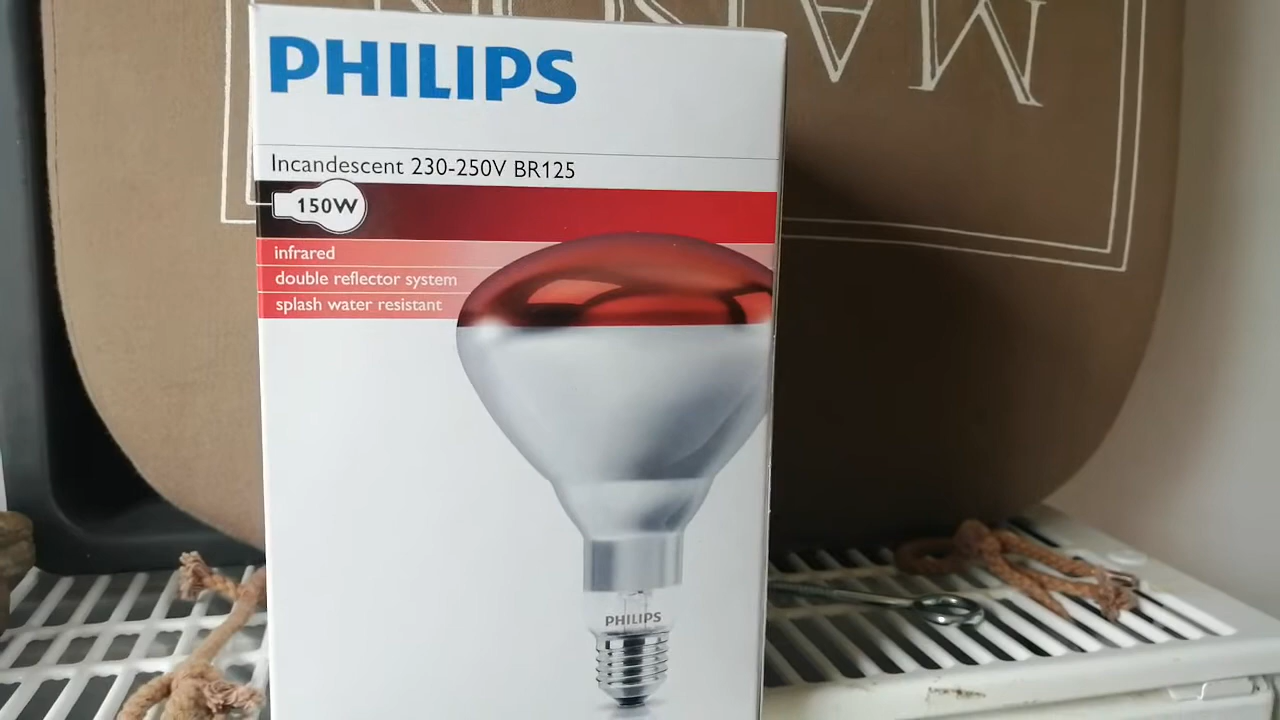 PHILIPS
Incandescent 230-250V BR125
150W
infrared
double reflector system
splash water resistant
PHILIPS